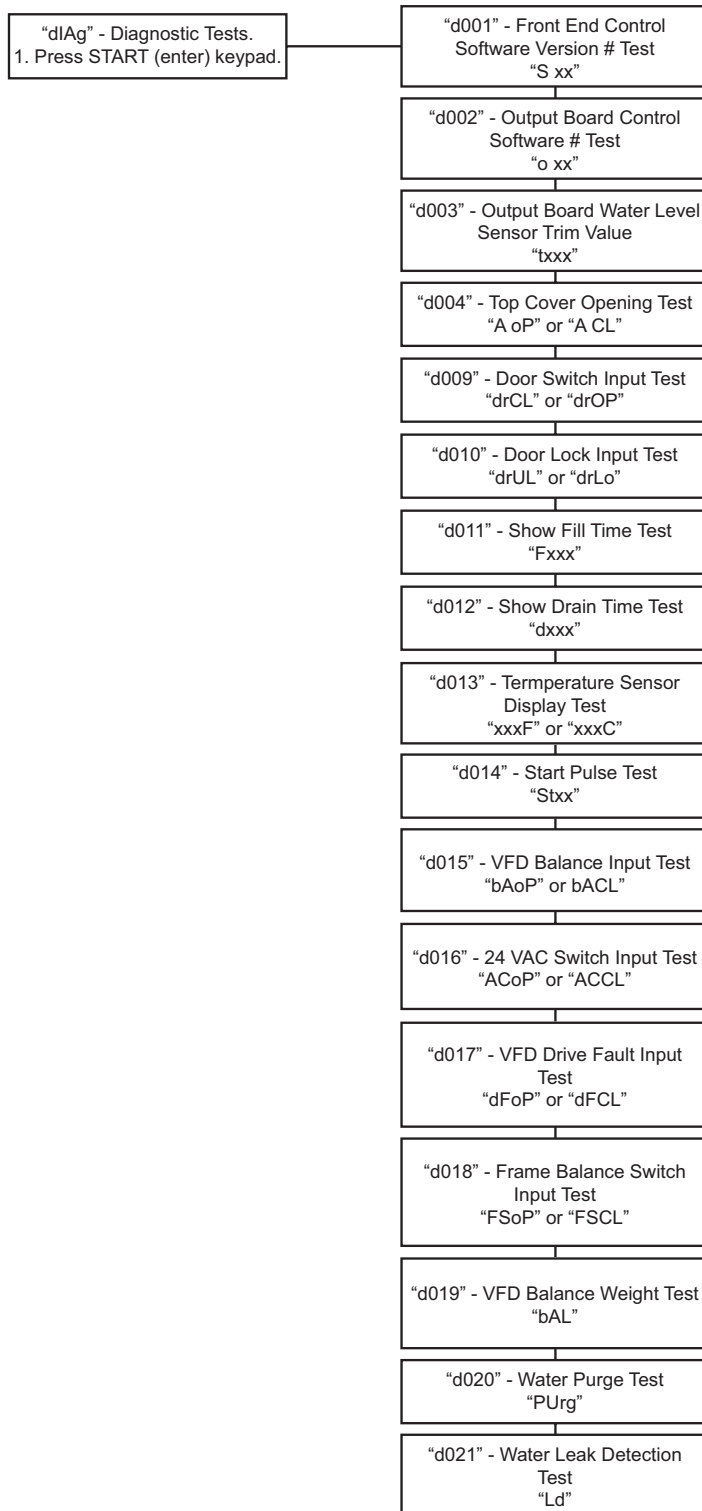 “dIAg” - Diagnostic Tests.
1. Press START (enter) keypad.
“d001” - Front End Control
Software Version # Test
“S xx”
“d002” - Output Board Control
Software # Test
“o xx”
“d003” - Output Board Water Level
Sensor Trim Value
“txxx”
“d004” - Top Cover Opening Test
“A oP” or “A CL”
“d009” - Door Switch Input Test
“drCL” or “drOP”
“d010” - Door Lock Input Test
“drUL” or “drLo”
“d011” - Show Fill Time Test
“Fxxx”
“d012” - Show Drain Time Test
“dxxx”
“d013” - Termperature Sensor
Display Test
“xxxF” or “xxxC”
“d014” - Start Pulse Test
“Stxx”
“d015” - VFD Balance Input Test
“bAoP” or bACL”
“d016” - 24 VAC Switch Input Test
“ACoP” or “ACCL”
“d017” - VFD Drive Fault Input
Test
“dFoP” or “dFCL”
“d018” - Frame Balance Switch
Input Test
“FSoP” or “FSCL”
“d019” - VFD Balance Weight Test
“bAL”
“d020” - Water Purge Test
“PUrg”
“d021” - Water Leak Detection
Test
“Ld”